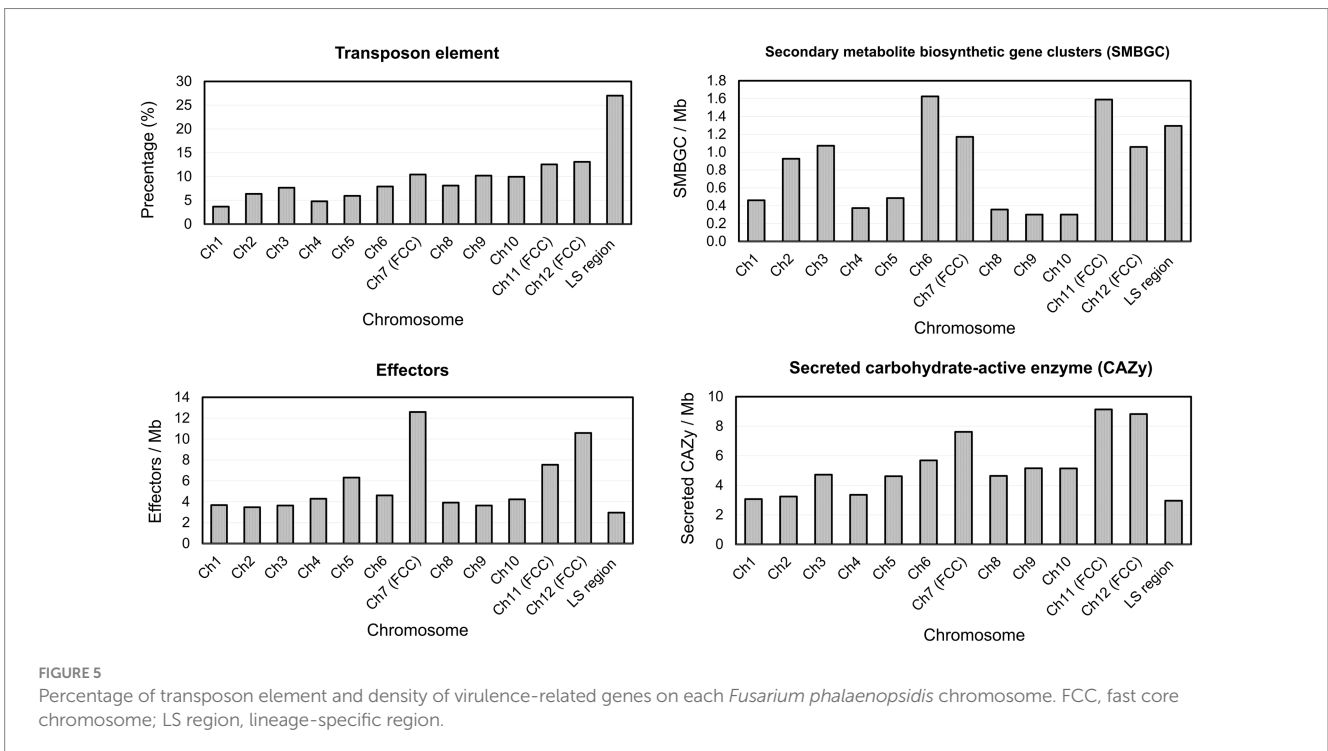 Transposon element
Precentage (%)
30
25
20
15
10
5
0
Ch1
Ch2
Ch3
Ch4
Ch5
Ch6
Ch7 (FCC)
Ch8
Ch9
Ch10
Ch11 (FCC)
Ch12 (FCC)
LS region
Chromosome
Secondary metabolite biosynthetic gene clusters (SMBGC)
SMBGC / Mb
1.8
1.6
1.4
1.2
1.0
0.8
0.6
0.4
0.2
0.0
Ch1
Ch2
Ch3
Ch4
Ch5
Ch6
Ch7 (FCC)
Ch8
Ch9
Ch10
Ch11 (FCC)
Ch12 (FCC)
LS region
Chromosome
Effectors
Effectors / Mb
14
12
10
8
6
4
2
0
Ch1
Ch2
Ch3
Ch4
Ch5
Ch6
Ch7 (FCC)
Ch8
Ch9
Ch10
Ch11 (FCC)
Ch12 (FCC)
LS region
Chromosome
Secreted carbohydrate-active enzyme (CAZy)
Secreted CAZy / Mb
10
8
6
4
2
0
Ch1
Ch2
Ch3
Ch4
Ch5
Ch6
Ch7 (FCC)
Ch8
Ch9
Ch10
Ch11 (FCC)
Ch12 (FCC)
LS region
Chromosome
FIGURE 5
Percentage of transposon element and density of virulence-related genes on each Fusarium phalaenopsidis chromosome. FCC, fast core
chromosome; LS region, lineage-specific region.